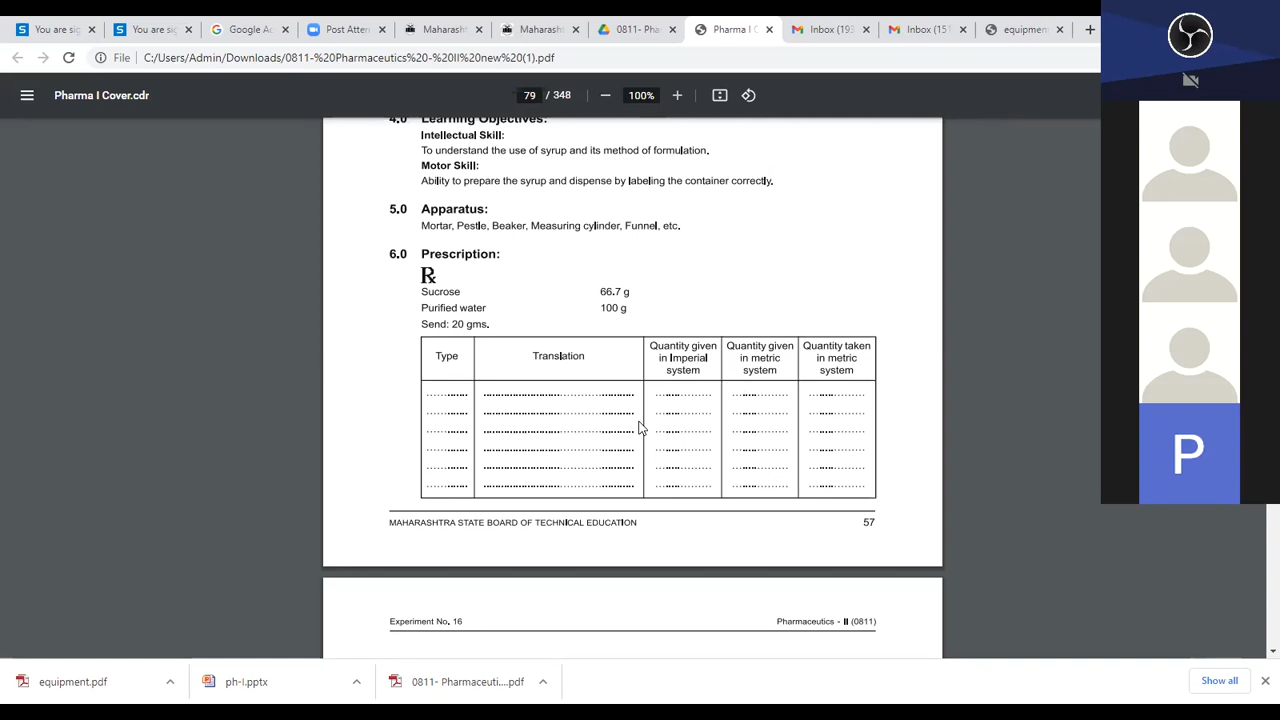 You are sig
You are sig
Google Ac
Post Atten
Maharash
Maharash
0811- Pha
Pharma I C
Inbox (193
Inbox (151
equipmen
File C:/Users/Admin/Downloads/0811-%20Pharmaceutics%20-%20II%20new%20(1).pdf
Pharma I Cover.cdr
79 / 348
100%
4.0 Learning Objectives:
Intellectual Skill:
To understand the use of syrup and its method of formulation.
Motor Skill:
Ability to prepare the syrup and dispense by labeling the container correctly.
5.0 Apparatus:
Mortar, Pestle, Beaker, Measuring cylinder, Funnel, etc.
6.0 Prescription:
℞
Sucrose 66.7 g
Purified water 100 g
Send: 20 gms.
Type Translation Quantity given in Imperial system Quantity given in metric system Quantity taken in metric system
MAHARASHTRA STATE BOARD OF TECHNICAL EDUCATION 57
Experiment No. 16 Pharmaceutics - II (0811)
equipment.pdf
ph-I.pptx
0811- Pharmaceuti....pdf
Show all
P